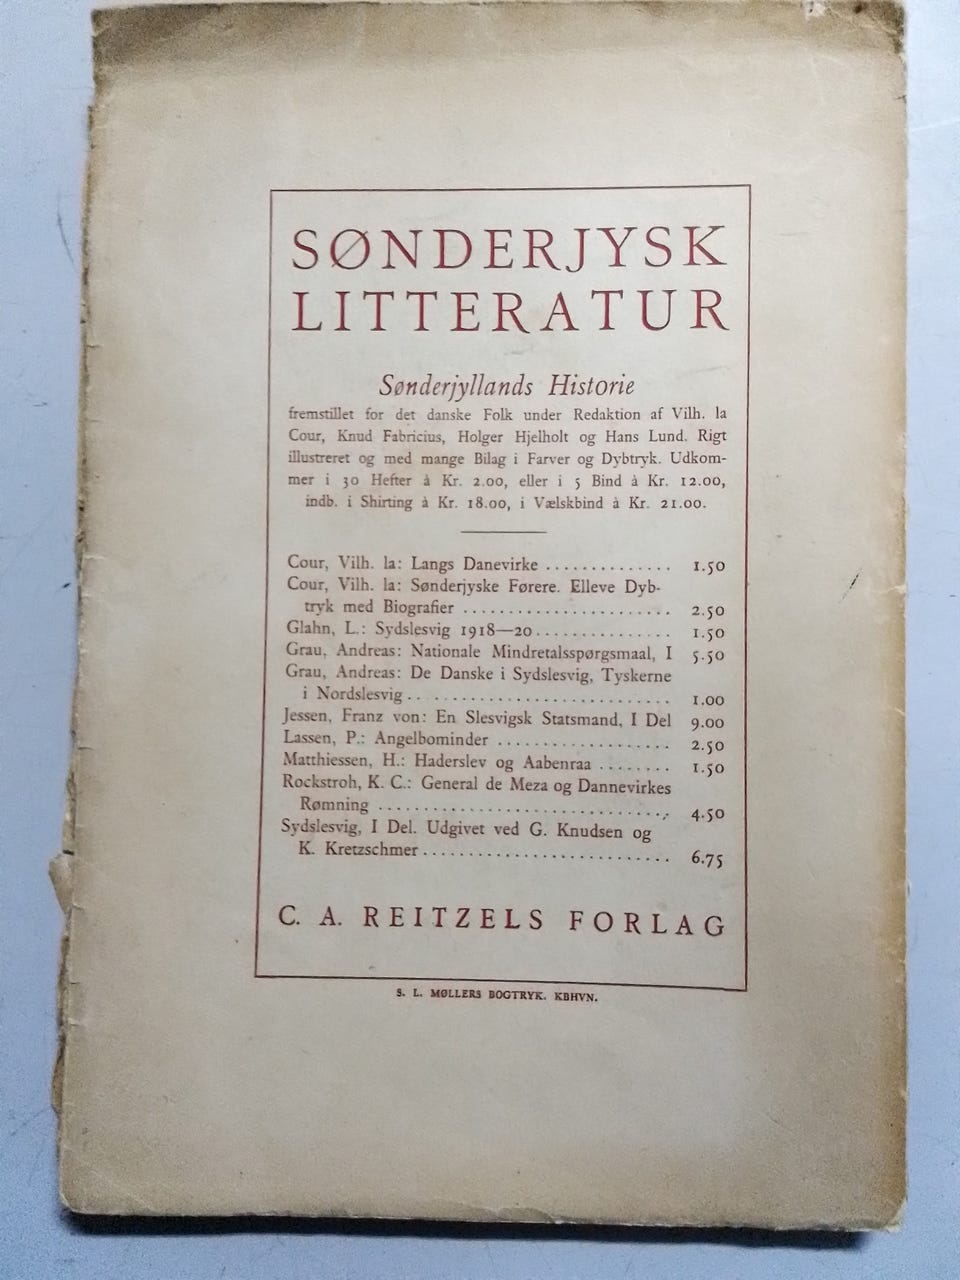 SØNDERJYSK
LITTERATUR
Sønderjyllands Historie
fremstillet for det danske Folk under Redaktion af Vilh. la
Cour, Knud Fabricius, Holger Hjelholt og Hans Lund. Rigt
illustreret og med mange Bilag i Farver og Dybtryk. Udkom-
mer i 30 Hefter à Kr. 2.00, eller i 5 Bind à Kr. 12.00,
indb. i Shirting à Kr. 18.00, i Vælskbind à Kr. 21.00.
Cour, Vilh. la: Langs Danevirke .............. 1.50
Cour, Vilh. la: Sønderjyske Førere. Elleve Dyb-
tryk med Biografier ....................... 2.50
Glahn, L.: Sydslesvig 1918—20............... 1.50
Grau, Andreas: Nationale Mindretalsspørgsmaal, I 5.50
Grau, Andreas: De Danske i Sydslesvig, Tyskerne
i Nordslesvig............................. 1.00
Jessen, Franz von: En Slesvigsk Statsmand, I Del 9.00
Lassen, P.: Angelbominder ................... 2.50
Matthiessen, H.: Haderslev og Aabenraa ........ 1.50
Rockstroh, K. C.: General de Meza og Dannevirkes
Rømning ................................ 4.50
Sydslesvig, I Del. Udgivet ved G. Knudsen og
K. Kretzschmer........................... 6.75
C. A. REITZELS FORLAG
S. L. MØLLERS BOGTRYK. KBHVN.